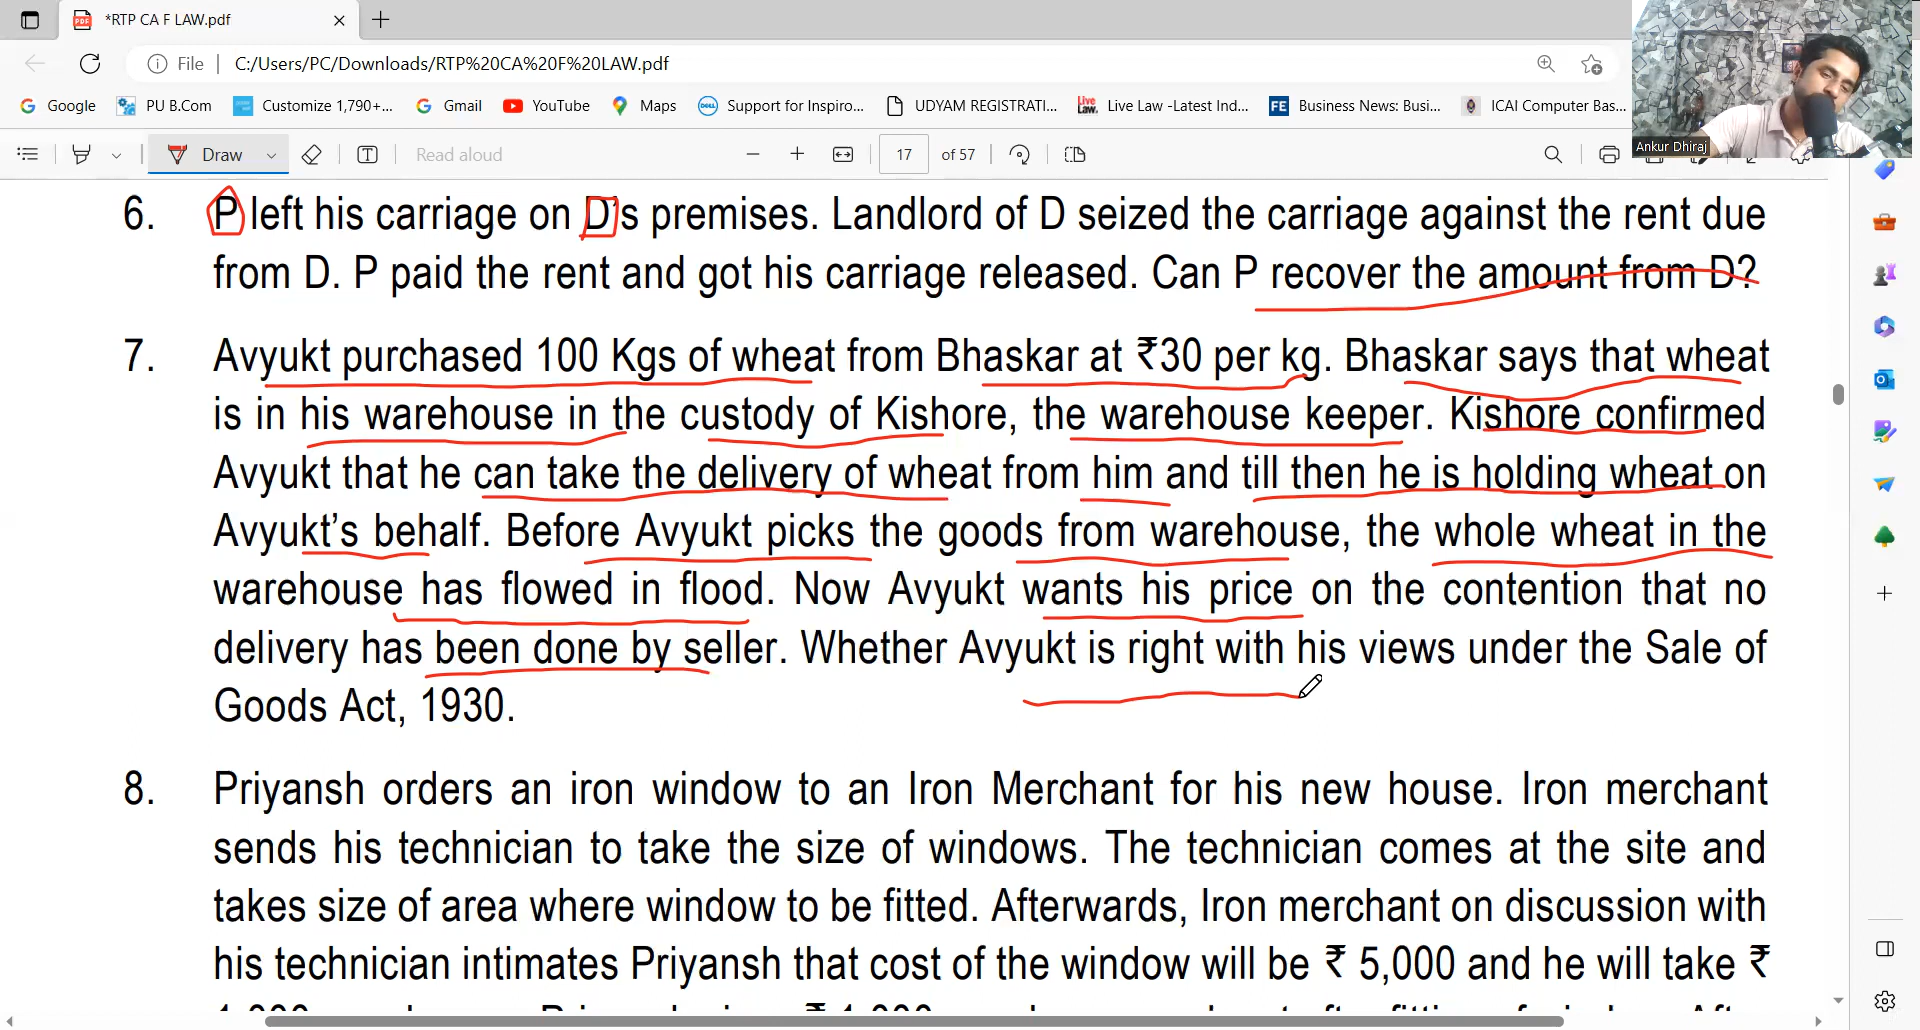 *RTP CA F LAW.pdf
File
C:/Users/PC/Downloads/RTP%20CA%20F%20LAW.pdf
Google
PU B.Com
Customize 1,790+...
Gmail
YouTube
Maps
Support for Inspiro...
UDYAM REGISTRATI...
Live Law -Latest Ind...
Business News: Busi...
ICAI Computer Bas...
Ankur Dhiraj
Draw
Read aloud
17
of 57
6. P left his carriage on D's premises. Landlord of D seized the carriage against the rent due
from D. P paid the rent and got his carriage released. Can P recover the amount from D?
7. Avyukt purchased 100 Kgs of wheat from Bhaskar at ₹30 per kg. Bhaskar says that wheat
is in his warehouse in the custody of Kishore, the warehouse keeper. Kishore confirmed
Avyukt that he can take the delivery of wheat from him and till then he is holding wheat on
Avyukt's behalf. Before Avyukt picks the goods from warehouse, the whole wheat in the
warehouse has flowed in flood. Now Avyukt wants his price on the contention that no
delivery has been done by seller. Whether Avyukt is right with his views under the Sale of
Goods Act, 1930.
8. Priyansh orders an iron window to an Iron Merchant for his new house. Iron merchant
sends his technician to take the size of windows. The technician comes at the site and
takes size of area where window to be fitted. Afterwards, Iron merchant on discussion with
his technician intimates Priyansh that cost of the window will be ₹ 5,000 and he will take ₹